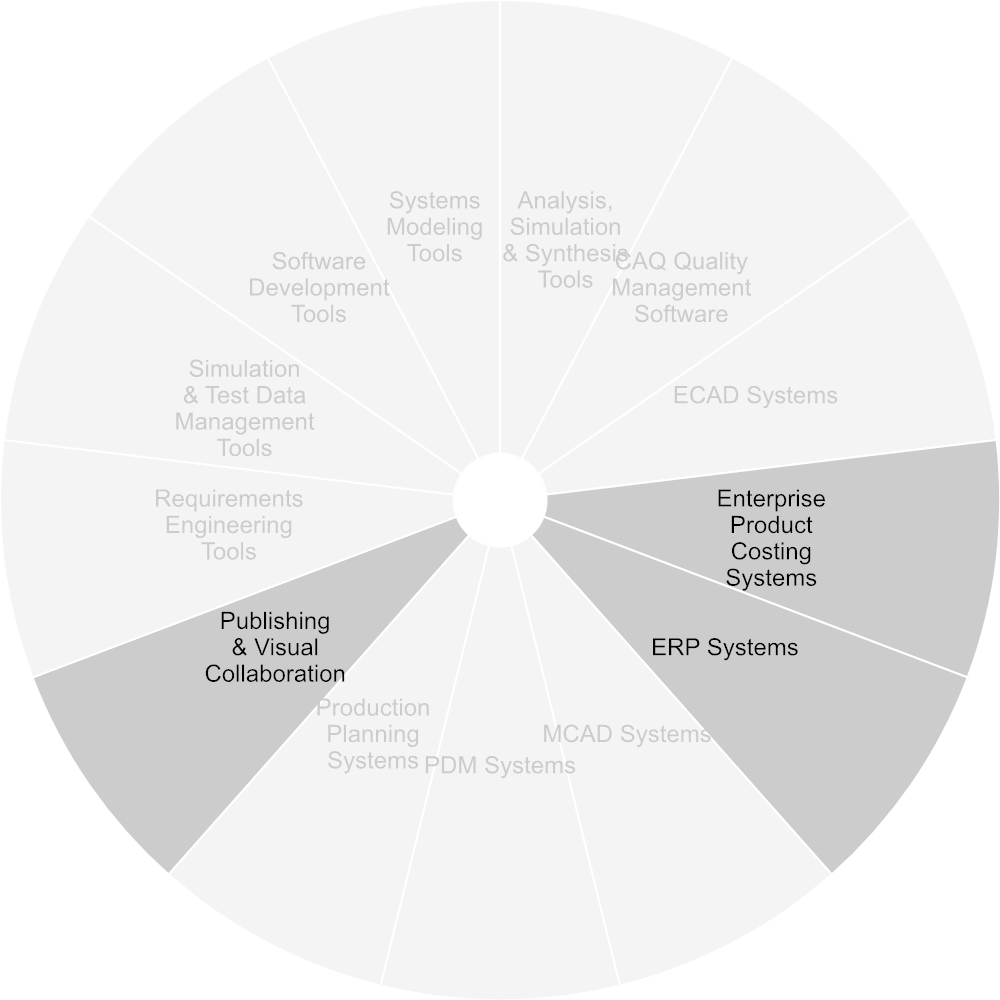 Systems
Modeling
Tools
Analysis,
Simulation
& Synthesis
Tools
CAQ Quality
Management
Software
ECAD Systems
Enterprise
Product
Costing
Systems
ERP Systems
MCAD Systems
PDM Systems
Production
Planning
Systems
Publishing
& Visual
Collaboration
Requirements
Engineering
Tools
Simulation
& Test Data
Management
Tools
Software
Development
Tools